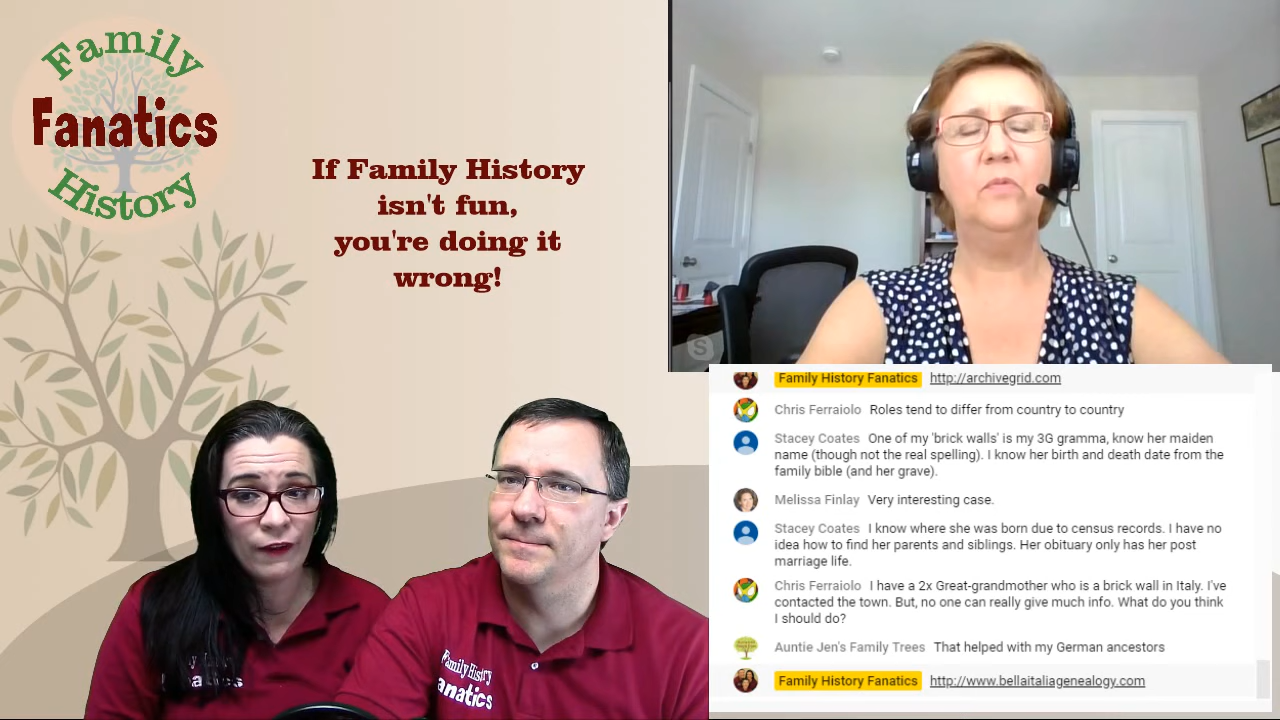 Family
Fanatics
History
If Family History
isn't fun,
you're doing it
wrong!
S
Family History Fanatics http://archivegrid.com
Chris Ferraiolo Roles tend to differ from country to country
Stacey Coates One of my 'brick walls' is my 3G gramma, know her maiden
name (though not the real spelling). I know her birth and death date from the
family bible (and her grave).
Melissa Finlay Very interesting case.
Stacey Coates I know where she was born due to census records. I have no
idea how to find her parents and siblings. Her obituary only has her post
marriage life.
Chris Ferraiolo I have a 2x Great-grandmother who is a brick wall in Italy. I've
contacted the town. But, no one can really give much info. What do you think
I should do?
Auntie Jen's Family Trees That helped with my German ancestors
Family History Fanatics http://www.bellaitaliagenealogy.com
Family History
anatics